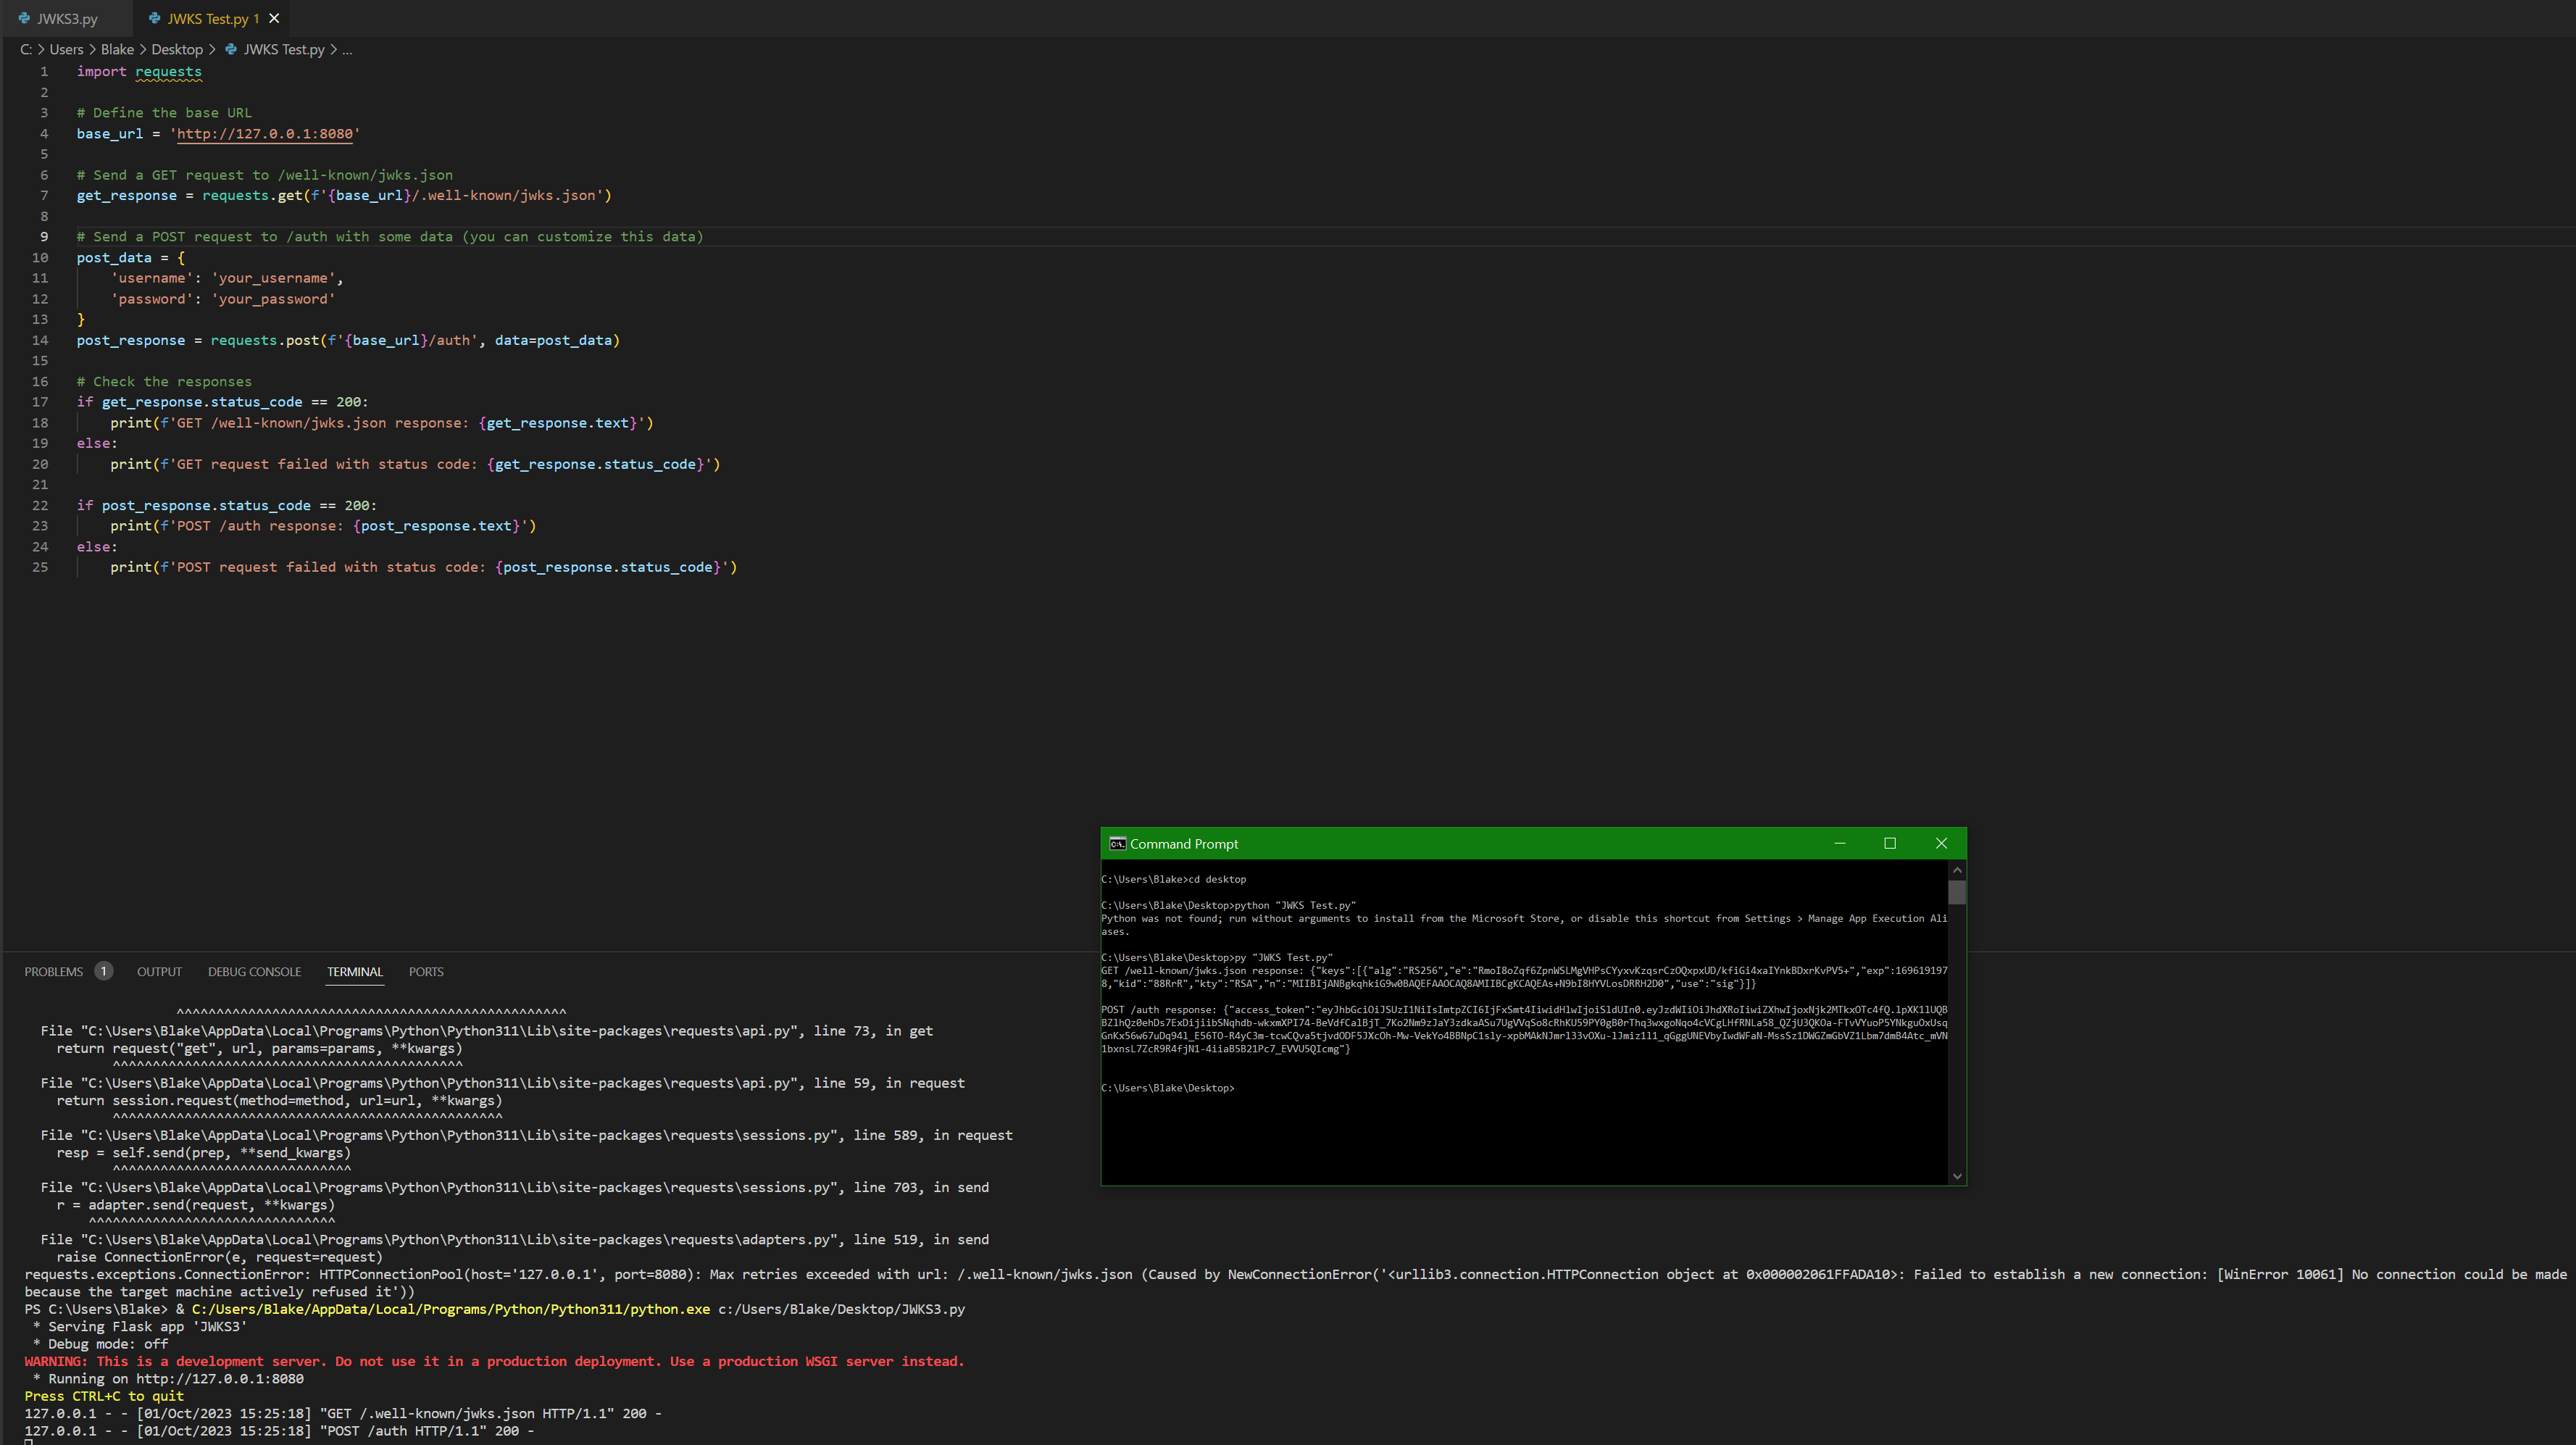 JWKS3.py
JWKS Test.py 1
C: > Users > Blake > Desktop > JWKS Test.py > ...
1 import requests
2
3 # Define the base URL
4 base_url = 'http://127.0.0.1:8080'
5
6 # Send a GET request to /well-known/jwks.json
7 get_response = requests.get(f'{base_url}/.well-known/jwks.json')
8
9 # Send a POST request to /auth with some data (you can customize this data)
10 post_data = {
11 'username': 'your_username',
12 'password': 'your_password'
13 }
14 post_response = requests.post(f'{base_url}/auth', data=post_data)
15
16 # Check the responses
17 if get_response.status_code == 200:
18 print(f'GET /well-known/jwks.json response: {get_response.text}')
19 else:
20 print(f'GET request failed with status code: {get_response.status_code}')
21
22 if post_response.status_code == 200:
23 print(f'POST /auth response: {post_response.text}')
24 else:
25 print(f'POST request failed with status code: {post_response.status_code}')
PROBLEMS 1 OUTPUT DEBUG CONSOLE TERMINAL PORTS
^^^^^^^^^^^^^^^^^^^^^^^^^^^^^^^^^^^^^^^^^^^^^^^^^
File "C:\Users\Blake\AppData\Local\Programs\Python\Python311\Lib\site-packages\requests\api.py", line 73, in get
return request("get", url, params=params, **kwargs)
^^^^^^^^^^^^^^^^^^^^^^^^^^^^^^^^^^^^^^^^^^^^
File "C:\Users\Blake\AppData\Local\Programs\Python\Python311\Lib\site-packages\requests\api.py", line 59, in request
return session.request(method=method, url=url, **kwargs)
^^^^^^^^^^^^^^^^^^^^^^^^^^^^^^^^^^^^^^^^^^^^^^^^^
File "C:\Users\Blake\AppData\Local\Programs\Python\Python311\Lib\site-packages\requests\sessions.py", line 589, in request
resp = self.send(prep, **send_kwargs)
^^^^^^^^^^^^^^^^^^^^^^^^^^^^^^
File "C:\Users\Blake\AppData\Local\Programs\Python\Python311\Lib\site-packages\requests\sessions.py", line 703, in send
r = adapter.send(request, **kwargs)
^^^^^^^^^^^^^^^^^^^^^^^^^^^^^^^
File "C:\Users\Blake\AppData\Local\Programs\Python\Python311\Lib\site-packages\requests\adapters.py", line 519, in send
raise ConnectionError(e, request=request)
requests.exceptions.ConnectionError: HTTPConnectionPool(host='127.0.0.1', port=8080): Max retries exceeded with url: /.well-known/jwks.json (Caused by NewConnectionError('<urllib3.connection.HTTPConnection object at 0x000002061FFADA10>: Failed to establish a new connection: [WinError 10061] No connection could be made
because the target machine actively refused it'))
PS C:\Users\Blake> & C:/Users/Blake/AppData/Local/Programs/Python/Python311/python.exe c:/Users/Blake/Desktop/JWKS3.py
* Serving Flask app 'JWKS3'
* Debug mode: off
WARNING: This is a development server. Do not use it in a production deployment. Use a production WSGI server instead.
* Running on http://127.0.0.1:8080
Press CTRL+C to quit
127.0.0.1 - - [01/Oct/2023 15:25:18] "GET /.well-known/jwks.json HTTP/1.1" 200 -
127.0.0.1 - - [01/Oct/2023 15:25:18] "POST /auth HTTP/1.1" 200 -
Command Prompt
C:\Users\Blake>cd desktop
C:\Users\Blake\Desktop>python "JWKS Test.py"
Python was not found; run without arguments to install from the Microsoft Store, or disable this shortcut from Settings > Manage App Execution Ali
ases.
C:\Users\Blake\Desktop>py "JWKS Test.py"
GET /well-known/jwks.json response: {"keys":[{"alg":"RS256","e":"RmoI8oZqf6ZpnWSLMgVHPsCYyxvKzqsrCzOQxpxUD/kfiGi4xaIYnkBDxrKvPV5+","exp":169619197
8,"kid":"88RrR","kty":"RSA","n":"MIIBIjANBgkqhkiG9w0BAQEFAAOCAQ8AMIIBCgKCAQEAs+N9bI8HYVLosDRRH2D0","use":"sig"}]}
POST /auth response: {"access_token":
C:\Users\Blake\Desktop>